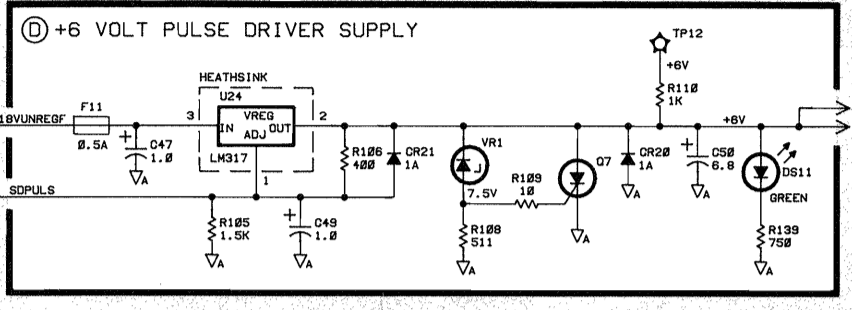 D +6 VOLT PULSE DRIVER SUPPLY
TP12
+6V
HEATHSINK
U24
R110
1K
F11
18VUNREGF
0.5A
3
VREG
IN
ADJ
OUT
2
LM317
1
+
C47
1.0
A
R106
400
CR21
1A
VR1
7.5V
R109
10
Q7
CR20
1A
A
+6V
+
C50
6.8
A
DS11
GREEN
SDPULS
R105
1.5K
A
+
C49
1.0
A
R108
511
A
A
R139
750
A